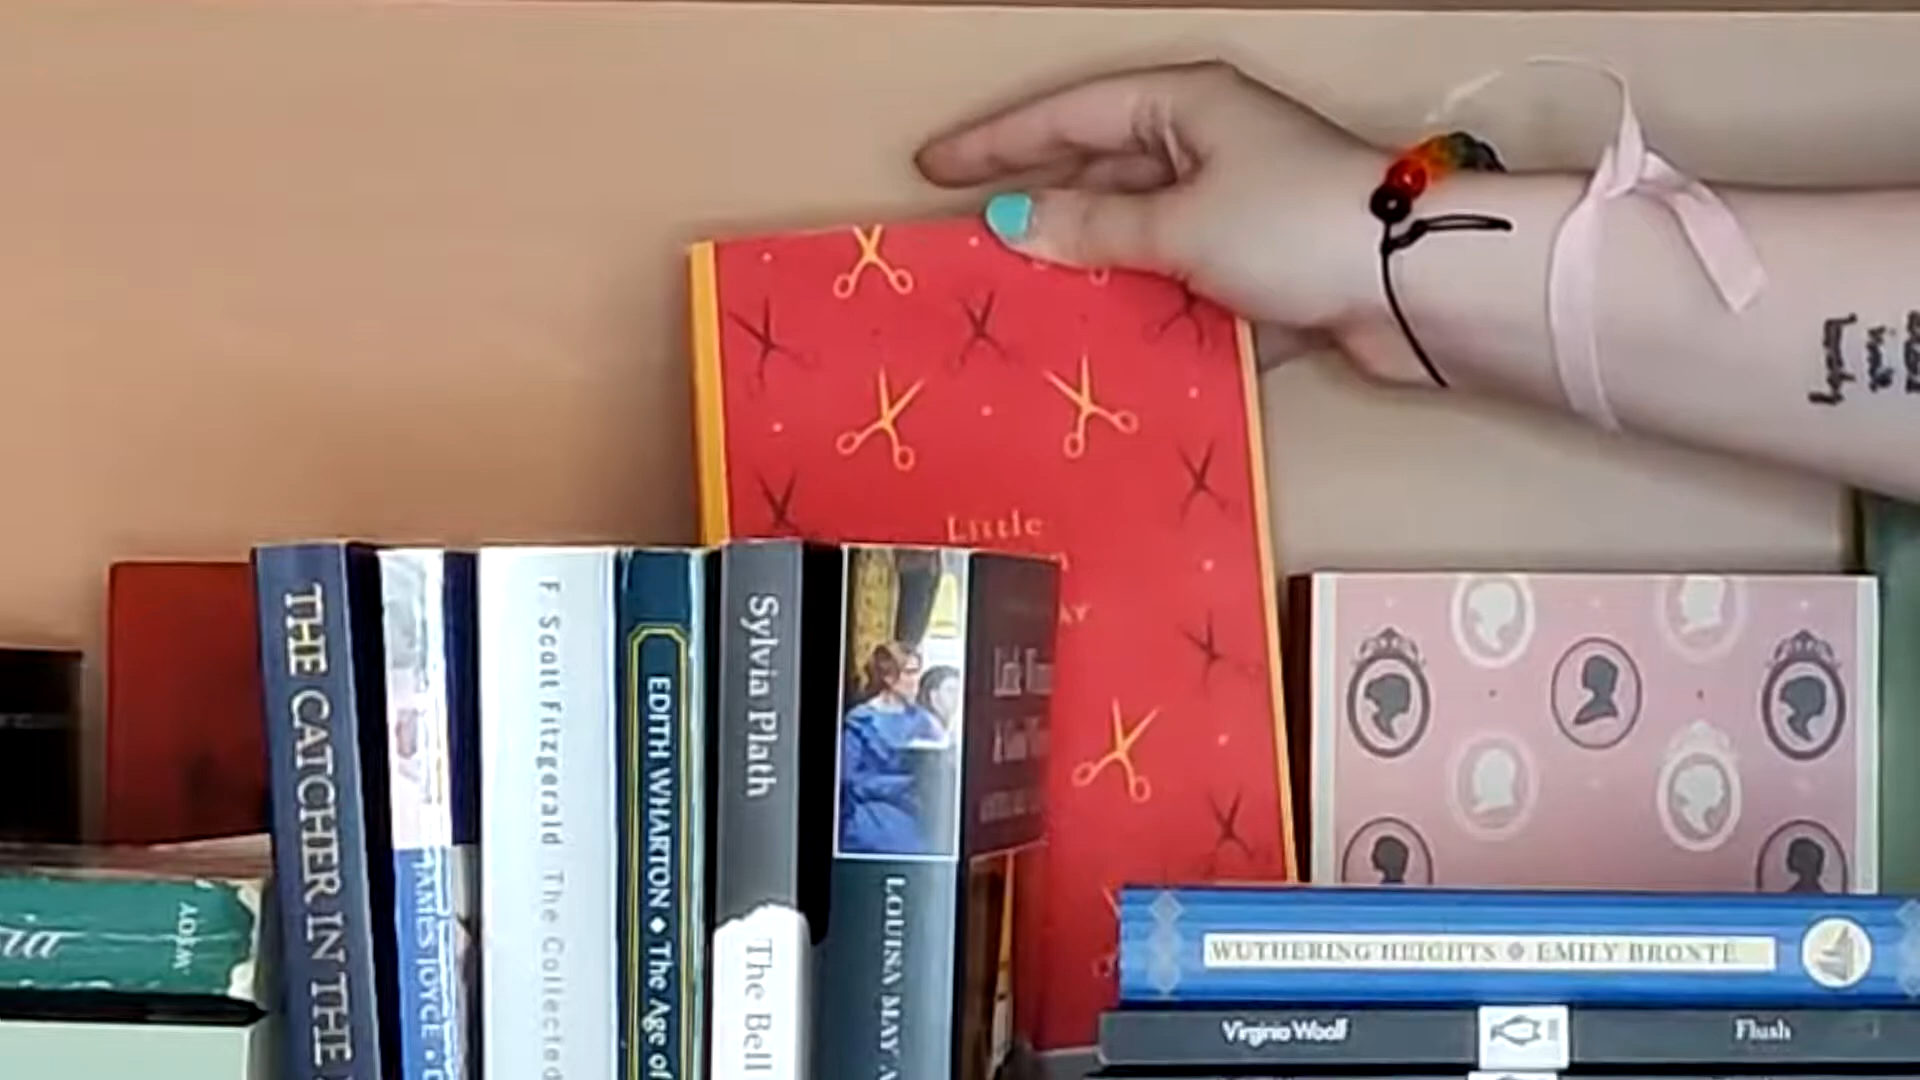 Little
AY
THE CATCHER IN THE
JAMES JOYCE
F. Scott Fitzgerald The Collected
EDITH WHARTON ◆ The Age of
Sylvia Plath
The Bell
LOUISA MAY A
WUTHERING HEIGHTS ◆ EMILY BRONTË
Virginia Woolf Flush